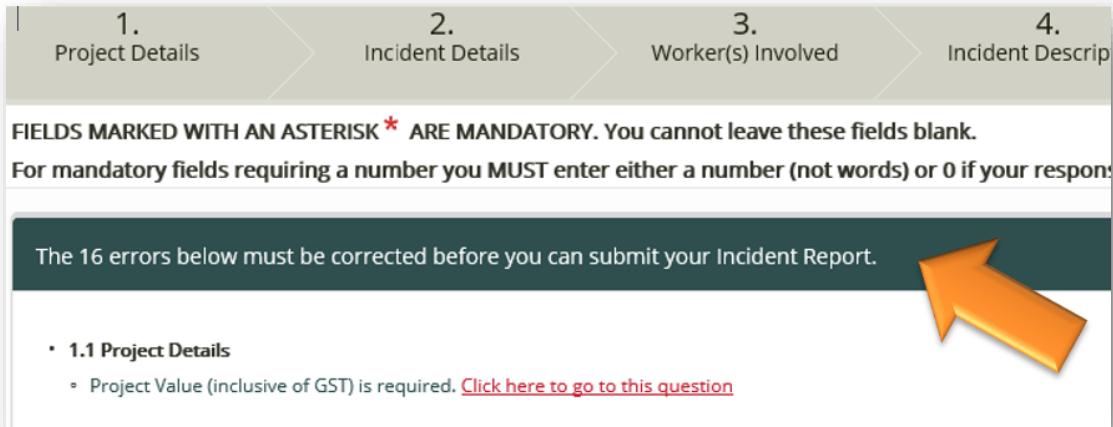 1.
Project Details
2.
Incident Details
3.
Worker(s) Involved
4.
Incident Descrip
FIELDS MARKED WITH AN ASTERISK * ARE MANDATORY. You cannot leave these fields blank.
For mandatory fields requiring a number you MUST enter either a number (not words) or 0 if your respons
The 16 errors below must be corrected before you can submit your Incident Report.
• 1.1 Project Details
◦ Project Value (inclusive of GST) is required. Click here to go to this question